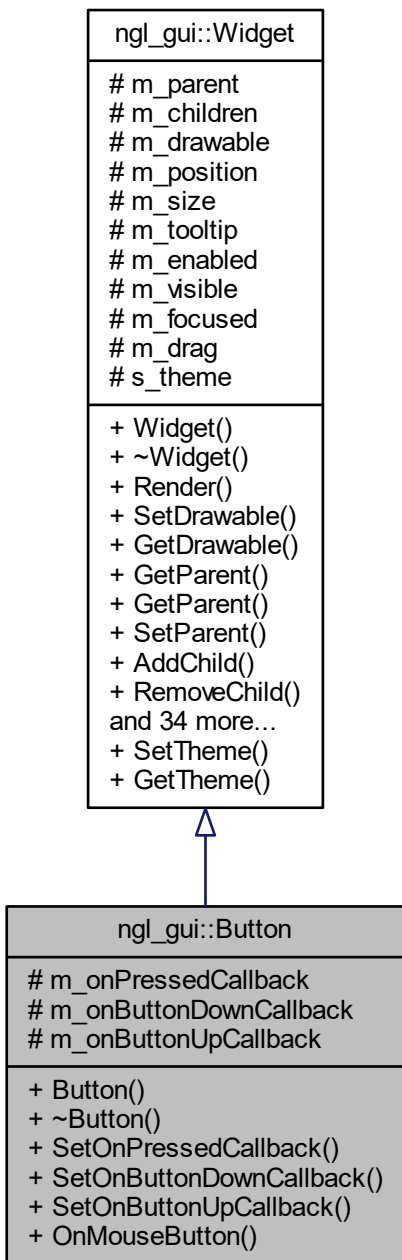 ngl_gui::Widget
# m_parent
# m_children
# m_drawable
# m_position
# m_size
# m_tooltip
# m_enabled
# m_visible
# m_focused
# m_drag
# s_theme
+ Widget()
+ ~Widget()
+ Render()
+ SetDrawable()
+ GetDrawable()
+ GetParent()
+ GetParent()
+ SetParent()
+ AddChild()
+ RemoveChild()
and 34 more...
+ SetTheme()
+ GetTheme()
ngl_gui::Button
# m_onPressedCallback
# m_onButtonDownCallback
# m_onButtonUpCallback
+ Button()
+ ~Button()
+ SetOnPressedCallback()
+ SetOnButtonDownCallback()
+ SetOnButtonUpCallback()
+ OnMouseButton()